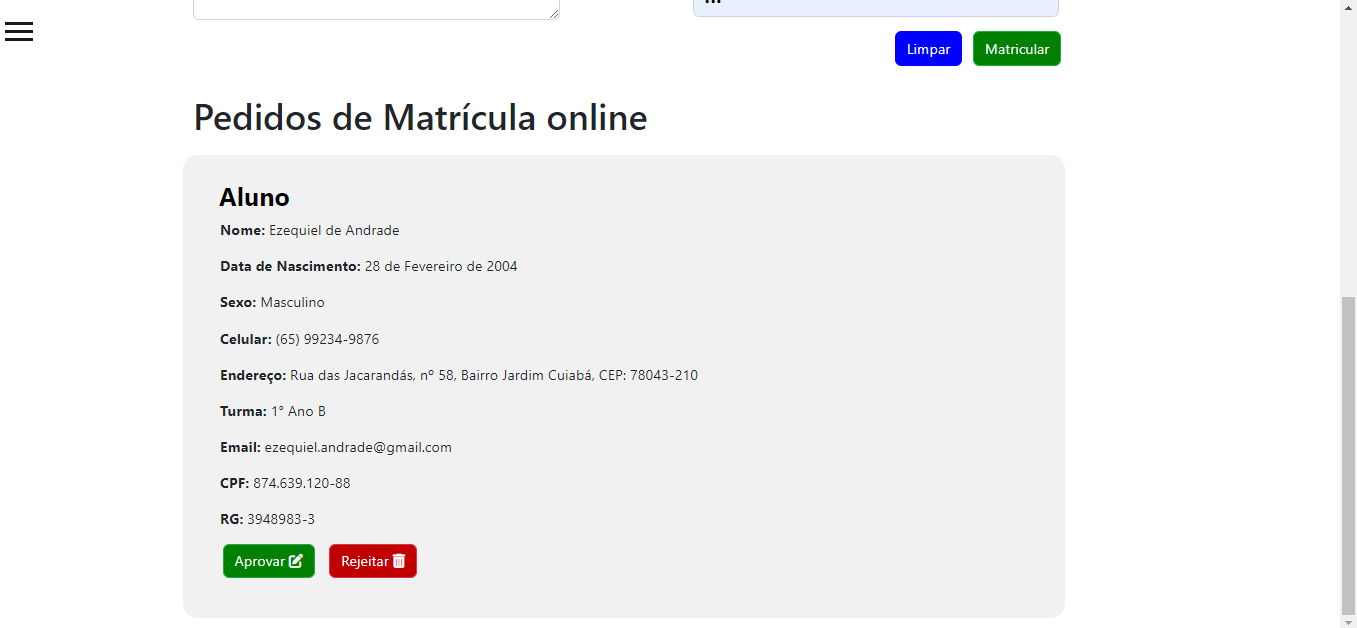 ...
Limpar Matricular
Pedidos de Matrícula online
Aluno
Nome: Ezequiel de Andrade
Data de Nascimento: 28 de Fevereiro de 2004
Sexo: Masculino
Celular: (65) 99234-9876
Endereço: Rua das Jacarandás, nº 58, Bairro Jardim Cuiabá, CEP: 78043-210
Turma: 1° Ano B
Email: ezequiel.andrade@gmail.com
CPF: 874.639.120-88
RG: 3948983-3
Aprovar Rejeitar